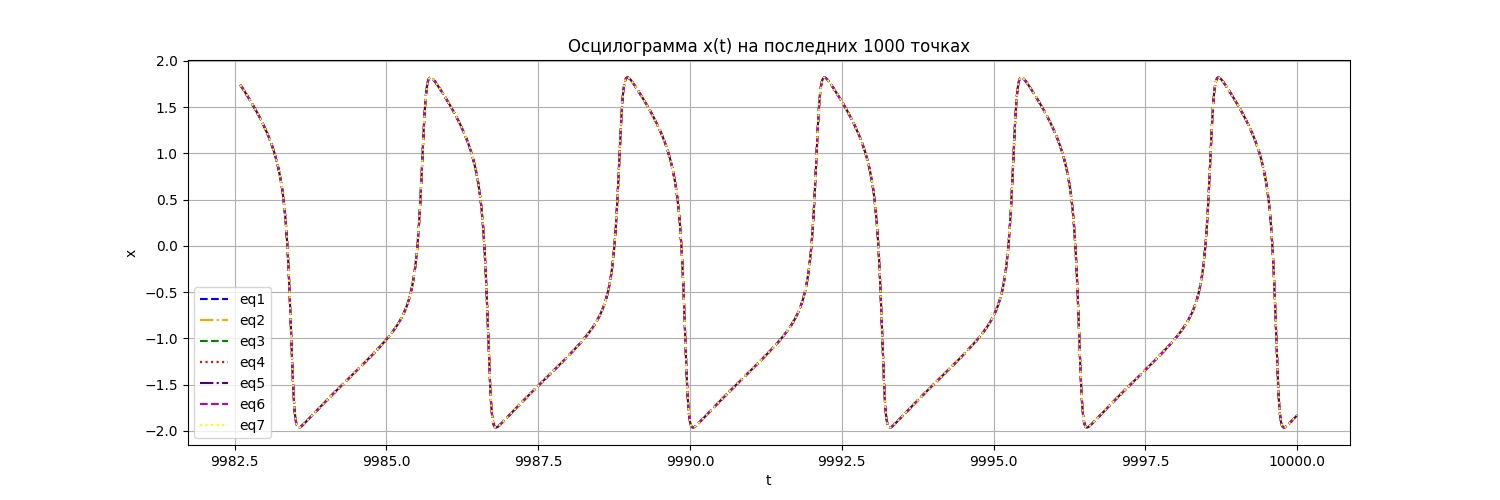 Осцилограмма x(t) на последних 1000 точках
2.0
1.5
1.0
0.5
0.0
−0.5
−1.0
−1.5
−2.0
x
eq1
eq2
eq3
eq4
eq5
eq6
eq7
9982.5 9985.0 9987.5 9990.0 9992.5 9995.0 9997.5 10000.0
t